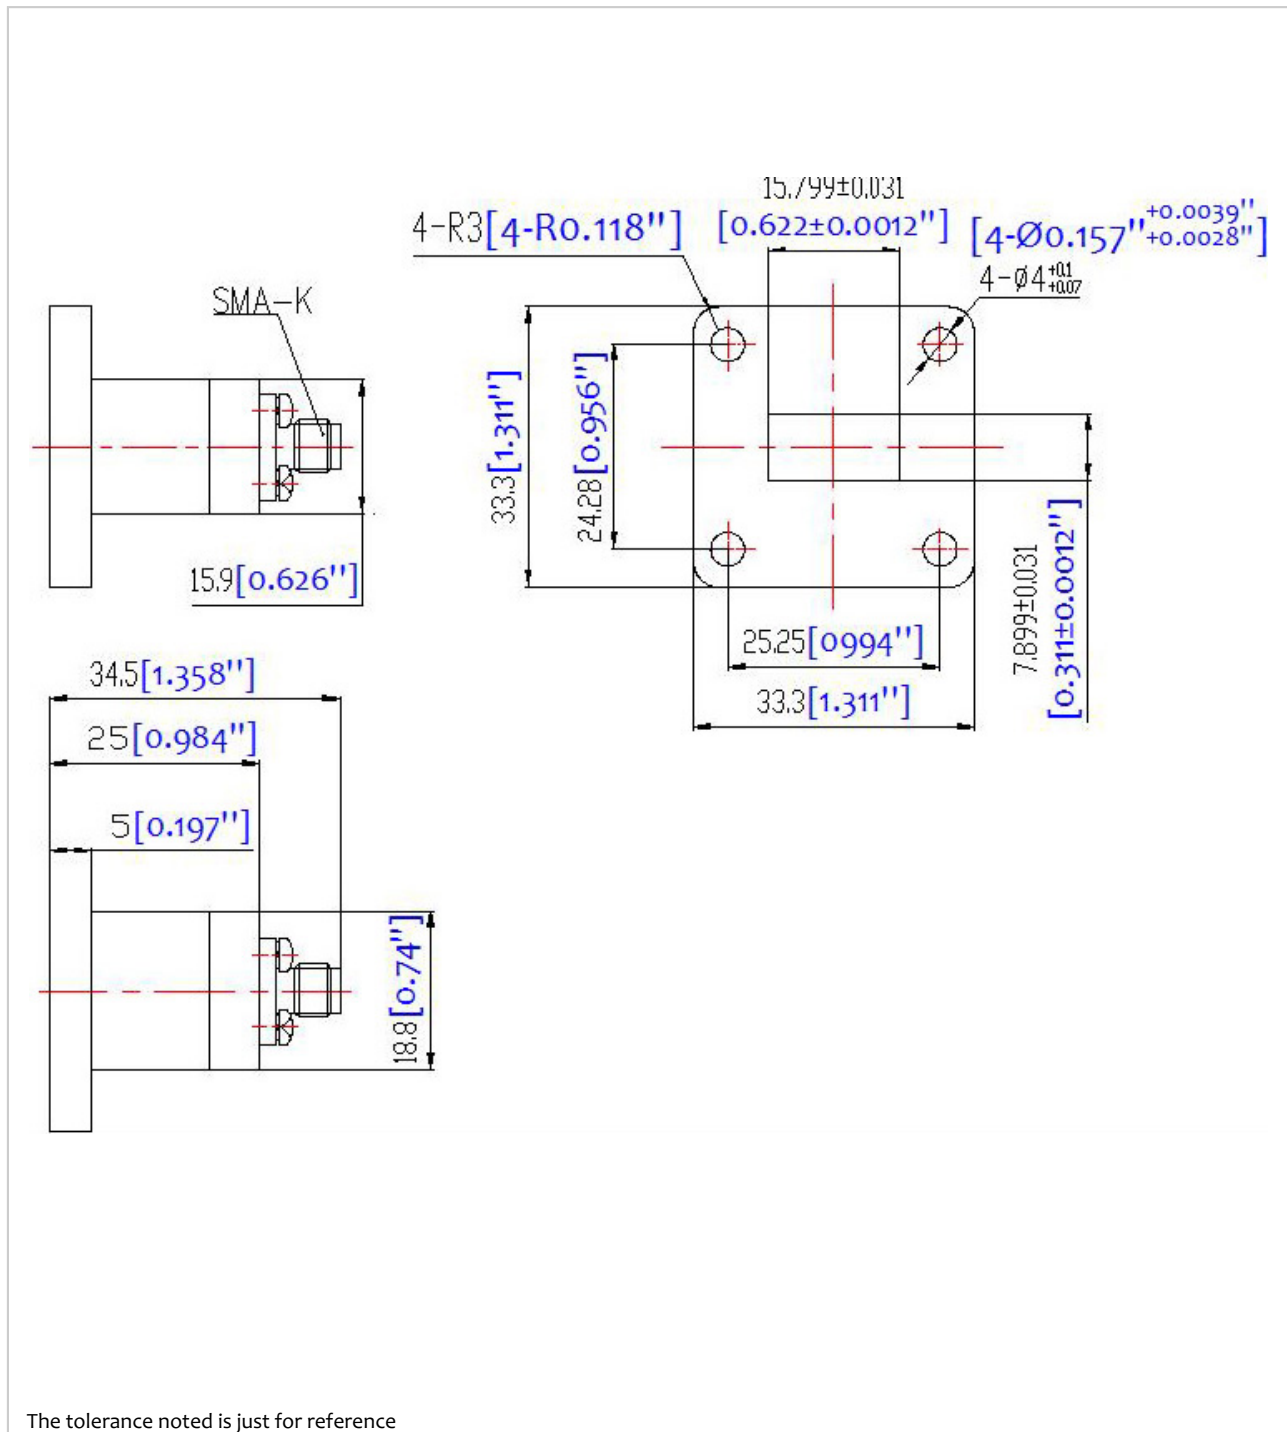 15.799±0.031
4-R3[4-R0.118"]
[0.622±0.0012"]
[4-Ø0.157"+0.0039" +0.0028"]
4-Ø4+0.1 +0.07
SMA-K
33.3[1.311"]
24.28[0.956"]
15.9[0.626"]
7.899±0.031
[0.311±0.0012"]
25.25[0994"]
33.3[1.311"]
34.5[1.358"]
25[0.984"]
5[0.197"]
18.8[0.74"]
The tolerance noted is just for reference